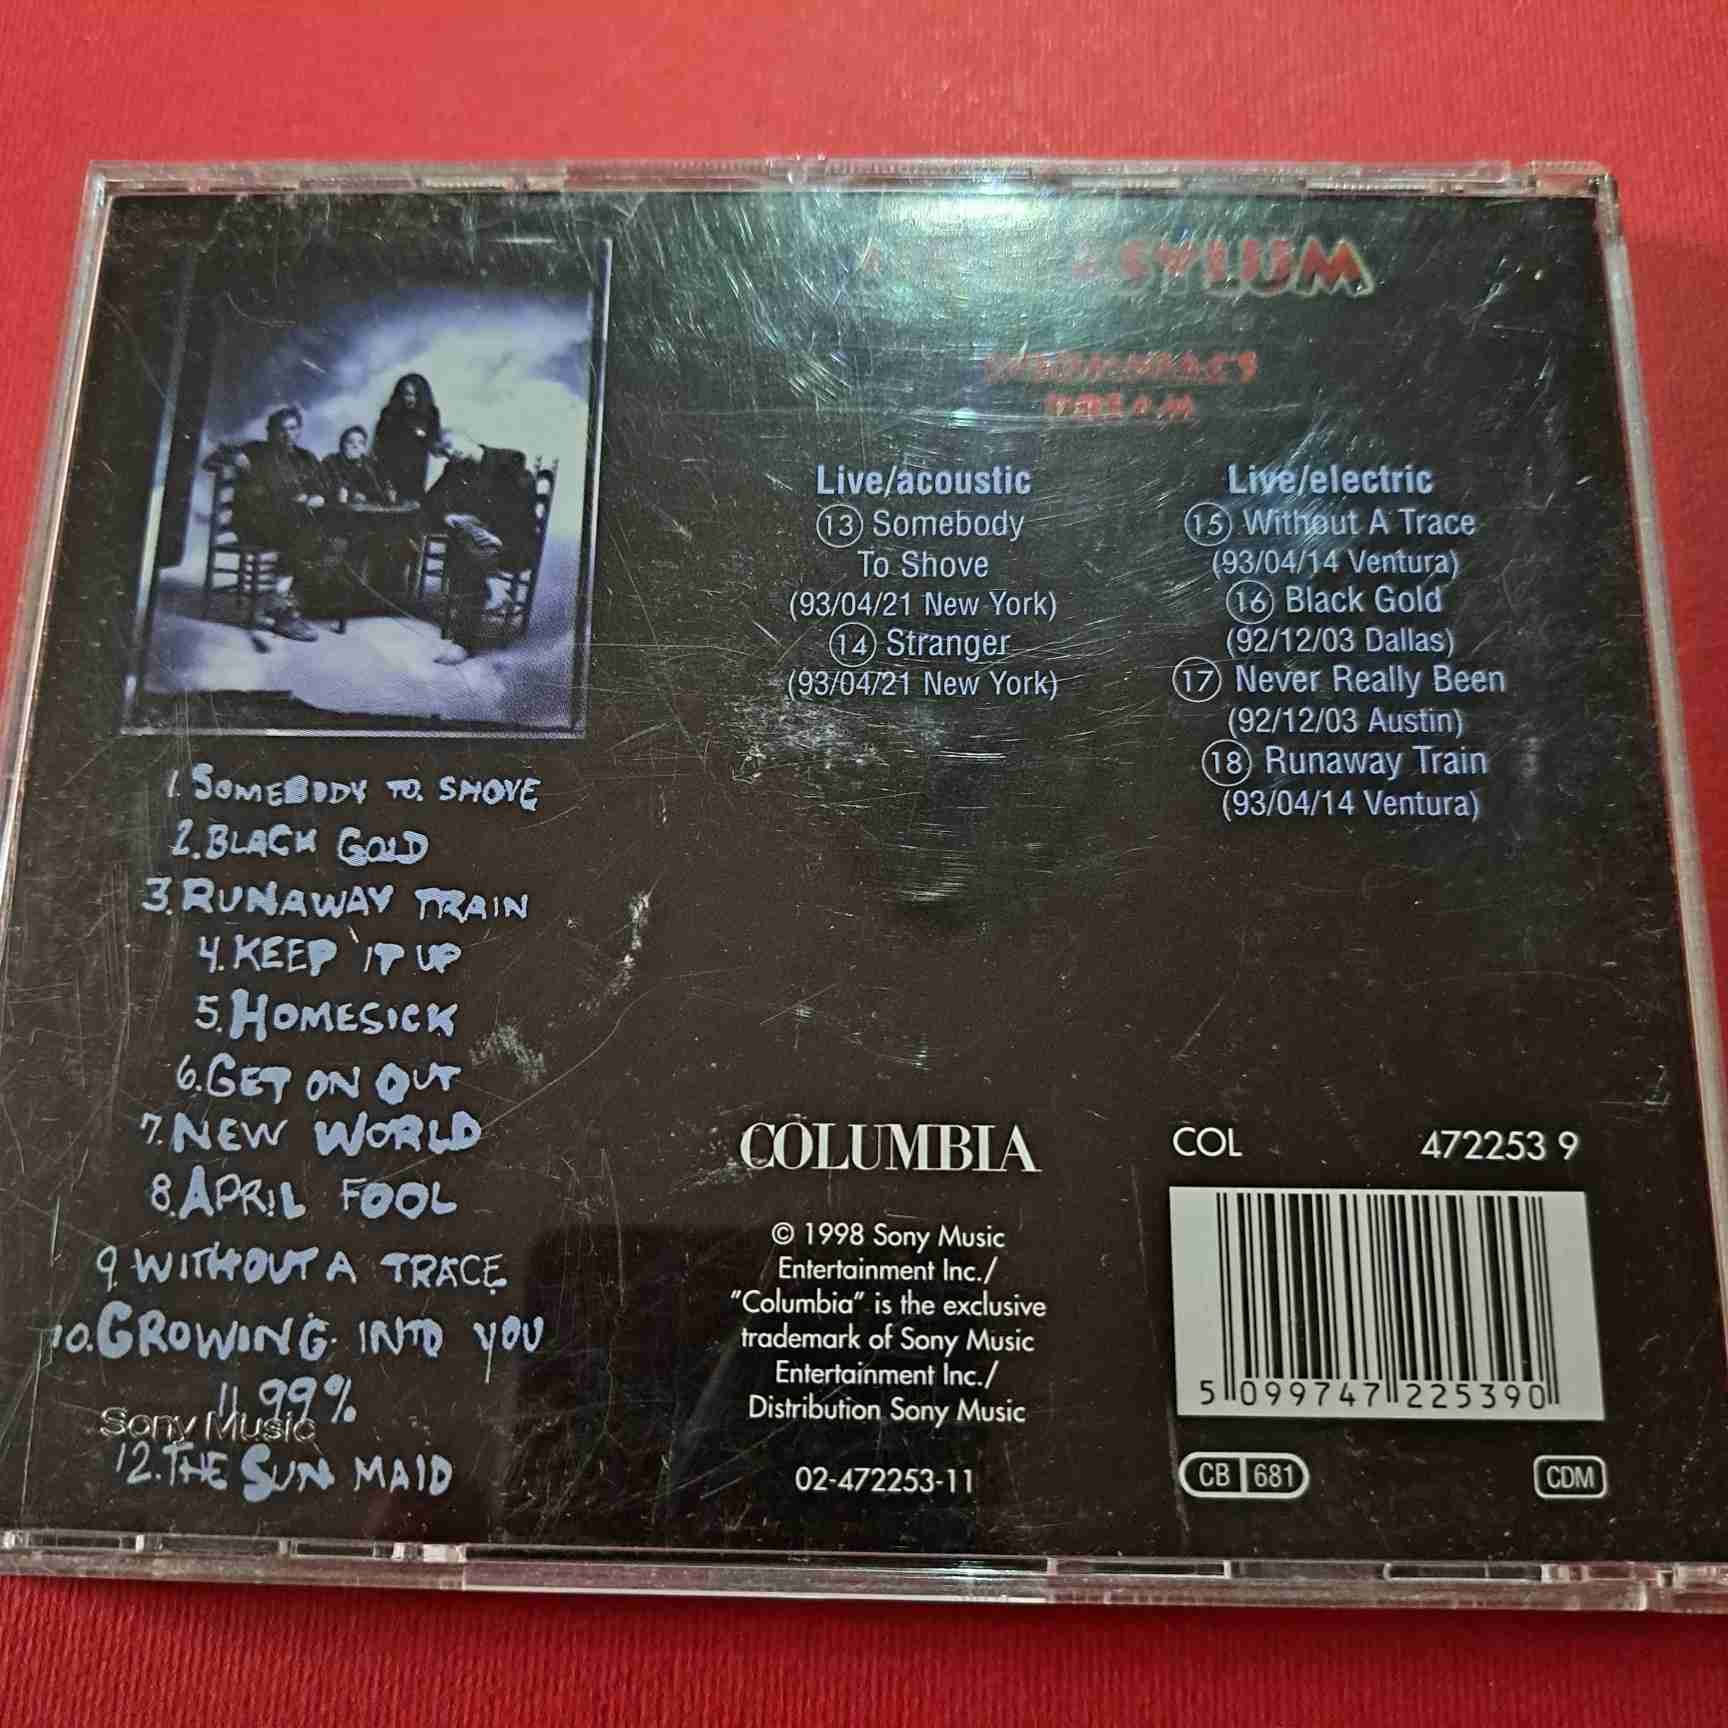 ASYLUM
DREAM
Live/acoustic
13 Somebody
To Shove
(93/04/21 New York)
14 Stranger
(93/04/21 New York)
Live/electric
15 Without A Trace
(93/04/14 Ventura)
16 Black Gold
(92/12/03 Dallas)
17 Never Really Been
(92/12/03 Austin)
18 Runaway Train
(93/04/14 Ventura)
1. SOMEBODY TO SHOVE
2. BLACK GOLD
3. RUNAWAY TRAIN
4. KEEP IT UP
5. HOMESICK
6. GET ON OUT
7. NEW WORLD
8. APRIL FOOL
9. WITHOUT A TRACE
10. GROWING INTO YOU
11. 99%
Sony Music
12. THE SUN MAID
COLUMBIA
© 1998 Sony Music
Entertainment Inc./
"Columbia" is the exclusive
trademark of Sony Music
Entertainment Inc./
Distribution Sony Music
02-472253-11
COL 472253 9
5 099747 225390
CB 681
CDM